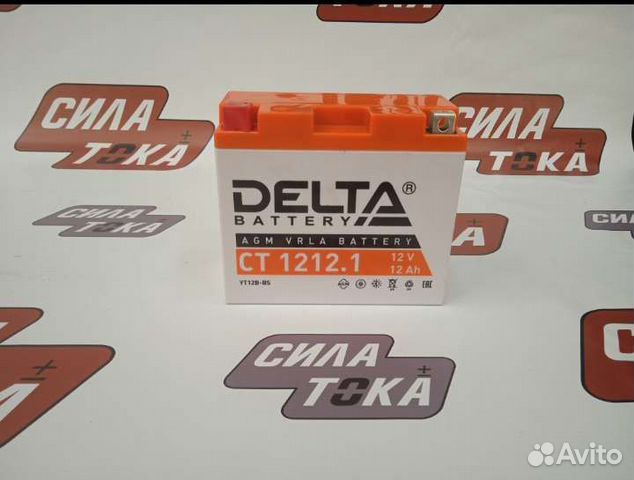 СИЛА
ТОКА
СИЛА
ТОКА
DELTA®
BATTERY
AGM VRLA BATTERY
CT 1212.1
12 V
12 Ah
YT12B-BS
EAC
СИЛА
ТОКА
Avito